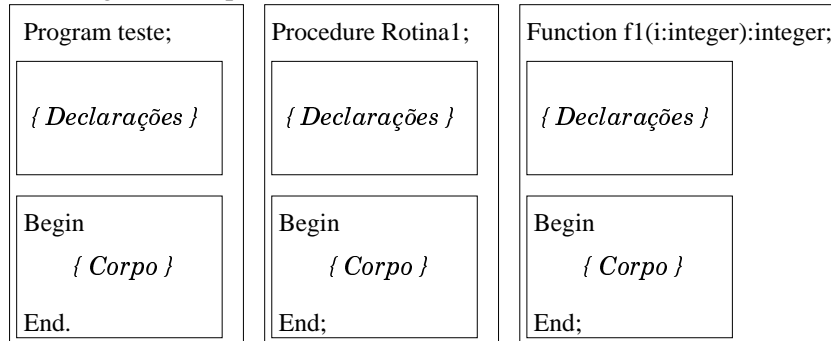 Program teste;
{ Declarações }
Begin
{ Corpo }
End.
Procedure Rotina1;
{ Declarações }
Begin
{ Corpo }
End;
Function f1(i:integer):integer;
{ Declarações }
Begin
{ Corpo }
End;